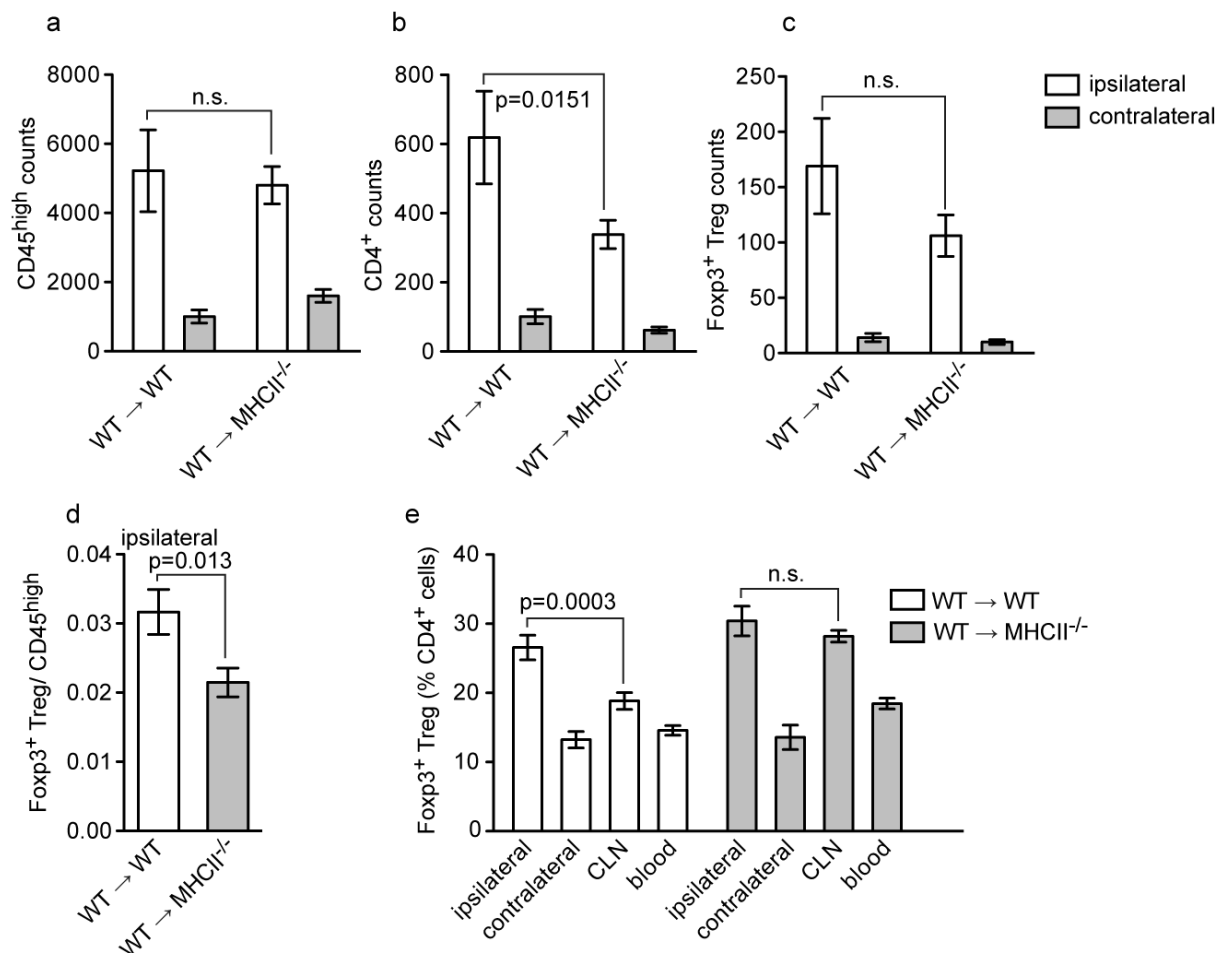 a
8000
6000
4000
2000
0
CD45high counts
n.s.
WT → WT
WT → MHCII-/-
b
800
600
400
200
0
CD4+ counts
p=0.0151
WT → WT
WT → MHCII-/-
c
250
200
150
100
50
0
Foxp3+ Treg counts
n.s.
WT → WT
WT → MHCII-/-
ipsilateral
contralateral
d
ipsilateral
p=0.013
0.04
0.03
0.02
0.01
0.00
Foxp3+ Treg/ CD45high
WT → WT
WT → MHCII-/-
e
40
30
20
10
0
Foxp3+ Treg (% CD4+ cells)
p=0.0003
n.s.
ipsilateral
contralateral
CLN
blood
ipsilateral
contralateral
CLN
blood
WT → WT
WT → MHCII-/-